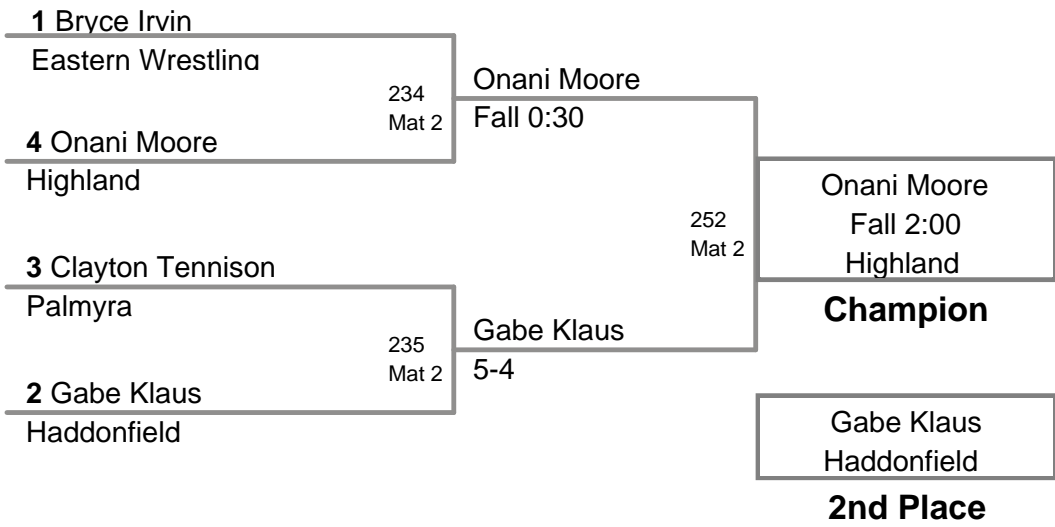 1 Bryce Irvin
Eastern Wrestling
234
Mat 2
Onani Moore
Fall 0:30
4 Onani Moore
Highland
252
Mat 2
Onani Moore
Fall 2:00
Highland
Champion
3 Clayton Tennison
Palmyra
235
Mat 2
Gabe Klaus
5-4
2 Gabe Klaus
Haddonfield
Gabe Klaus
Haddonfield
2nd Place